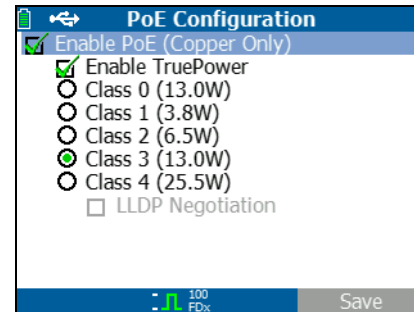 PoE Configuration
Enable PoE (Copper Only)
Enable TruePower
Class 0 (13.0W)
Class 1 (3.8W)
Class 2 (6.5W)
Class 3 (13.0W)
Class 4 (25.5W)
LLDP Negotiation
100
FDx
Save